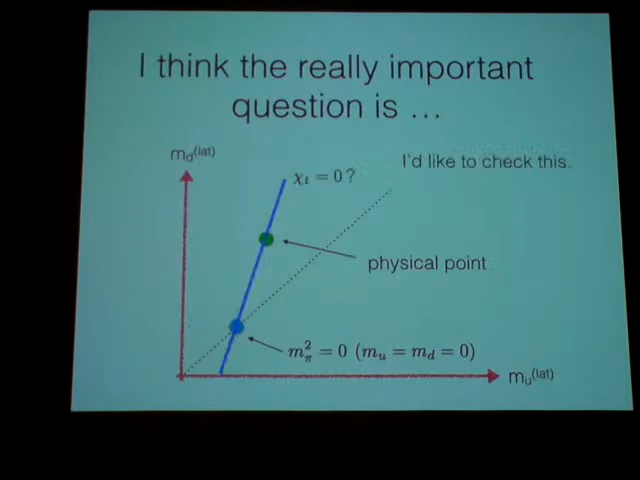 I think the really important
question is ...
m_d^(lat)
I'd like to check this.
χ_t = 0 ?
physical point
m_π^2 = 0 (m_u = m_d = 0)
m_u^(lat)